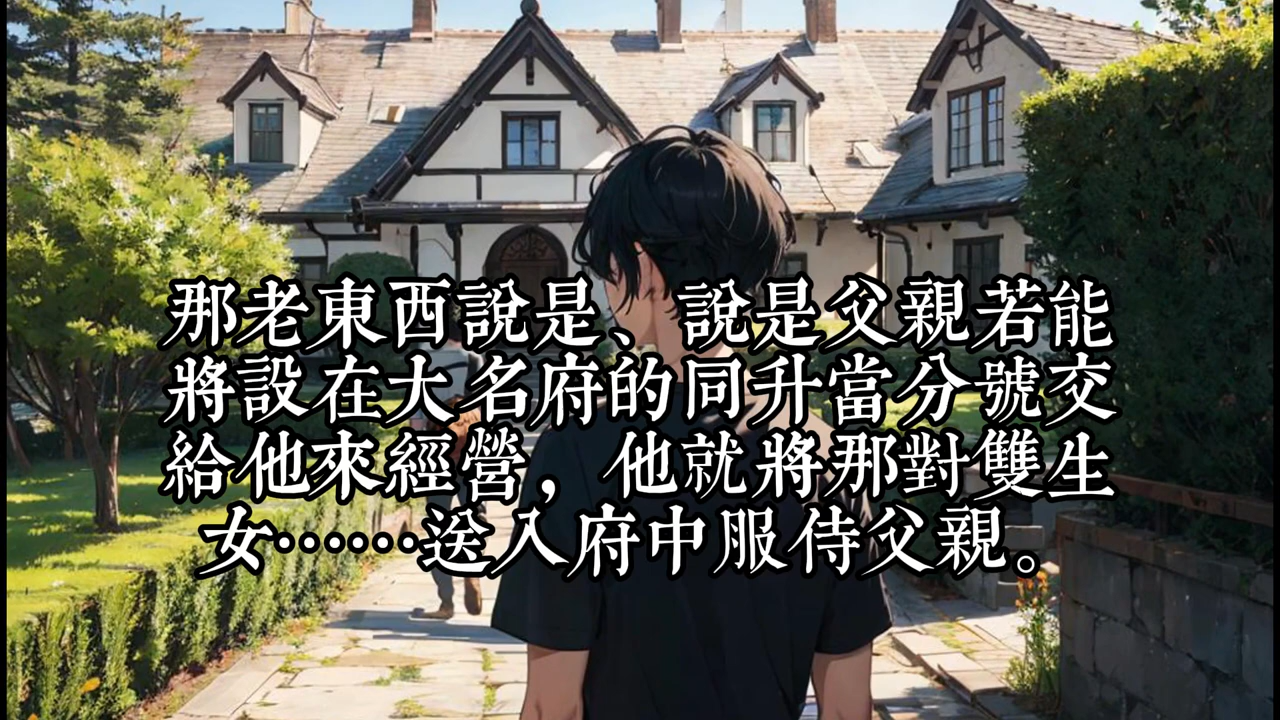 那老東西說是、說是父親若能
將設在大名府的同升當分號交
給他來經營，他就將那對雙生
女……送入府中服侍父親。